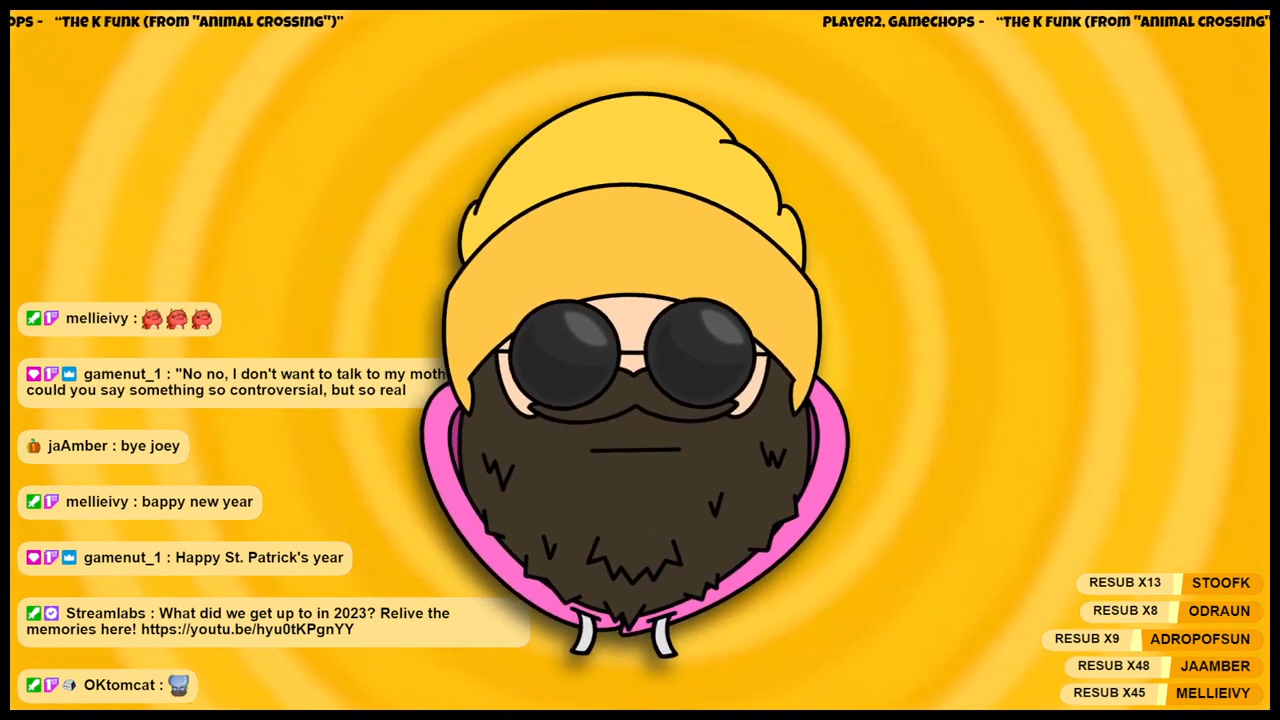 OPS - “THE K FUNK (FROM "ANIMAL CROSSING")”
PLAYER2, GAMECHOPS - “THE K FUNK (FROM "ANIMAL CROSSING"
mellieivy :
gamenut_1 : "No no, I don't want to talk to my moth
could you say something so controversial, but so real
jaAmber : bye joey
mellieivy : bappy new year
gamenut_1 : Happy St. Patrick's year
Streamlabs : What did we get up to in 2023? Relive the
memories here! https://youtu.be/hyu0tKPgnYY
OKtomcat :
RESUB X13 STOOFK
RESUB X8 ODRAUN
RESUB X9 ADROPOFSUN
RESUB X48 JAAMBER
RESUB X45 MELLIEIVY